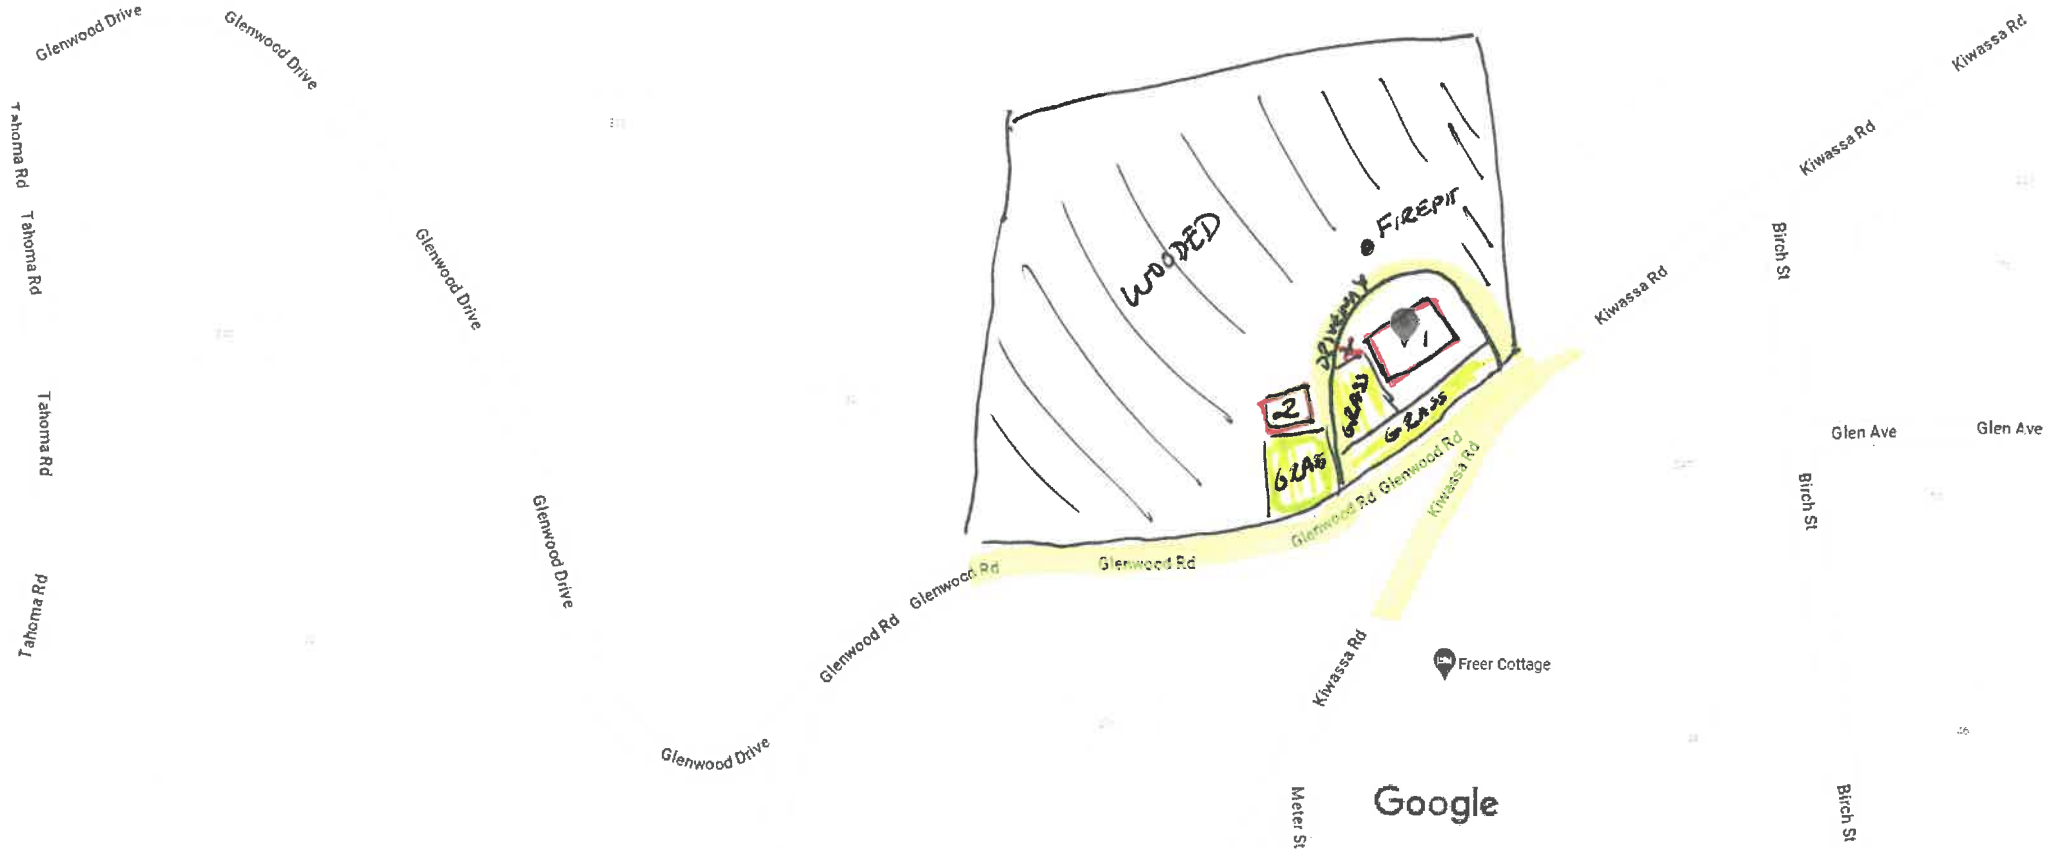 Glenwood Drive
Glenwood Drive
Kiwassa Rd
Tahoma Rd
Kiwassa Rd
Tahoma Rd
FIREPIT
WOODED
Glenwood Drive
Birch St
Kiwassa Rd
DRIVEWAY
1
Tahoma Rd
2
GRASS
GRASS
Glen Ave
Glen Ave
GRASS
Glenwood Rd
Kiwassa Rd
Glenwood Rd
Birch St
Glenwood Drive
Glenwood Rd
Glenwood Rd
Tahoma Rd
Glenwood Rd
Kiwassa Rd
Freer Cottage
Glenwood Drive
26
Meter St
Google
Birch St